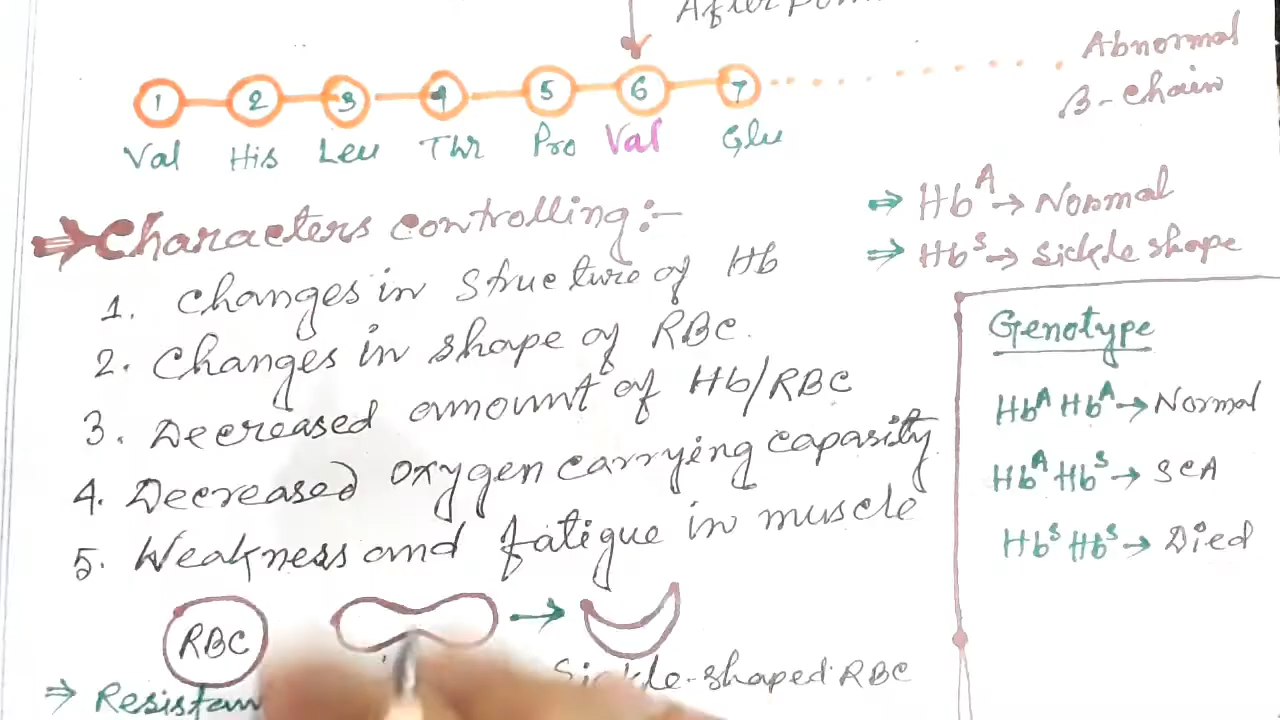 After
Abnormal
β-chain
1 2 3 4 5 6 7
Val His Leu Thr Pro Val Glu
⇒ Characters controlling:-
1. Changes in structure of Hb
2. Changes in shape of RBC.
3. Decreased amount of Hb/RBC
4. Decreased oxygen carrying capasity
5. Weakness and fatigue in muscle
RBC
→ Sickle-shaped RBC
⇒
⇒ Hb^A → Normal
⇒ Hb^S → Sickle shape
Genotype
Hb^A Hb^A → Normal
Hb^A Hb^S → SCA
Hb^S Hb^S → Died